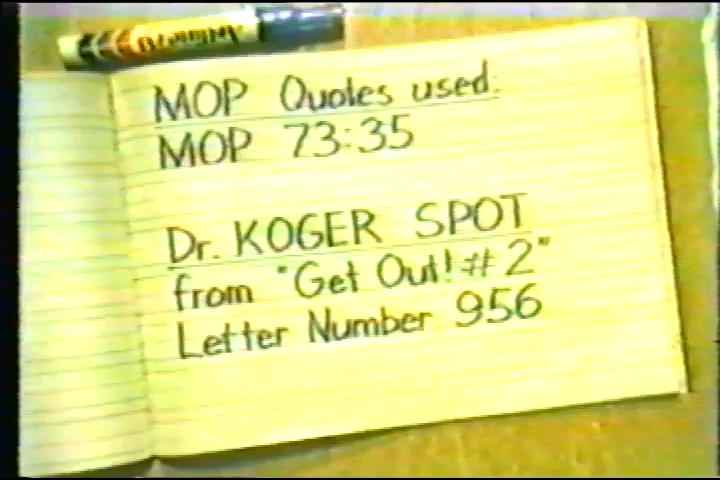 MOP Quotes used:
MOP 73:35
Dr. KOGER SPOT
from "Get Out! # 2"
Letter Number 956